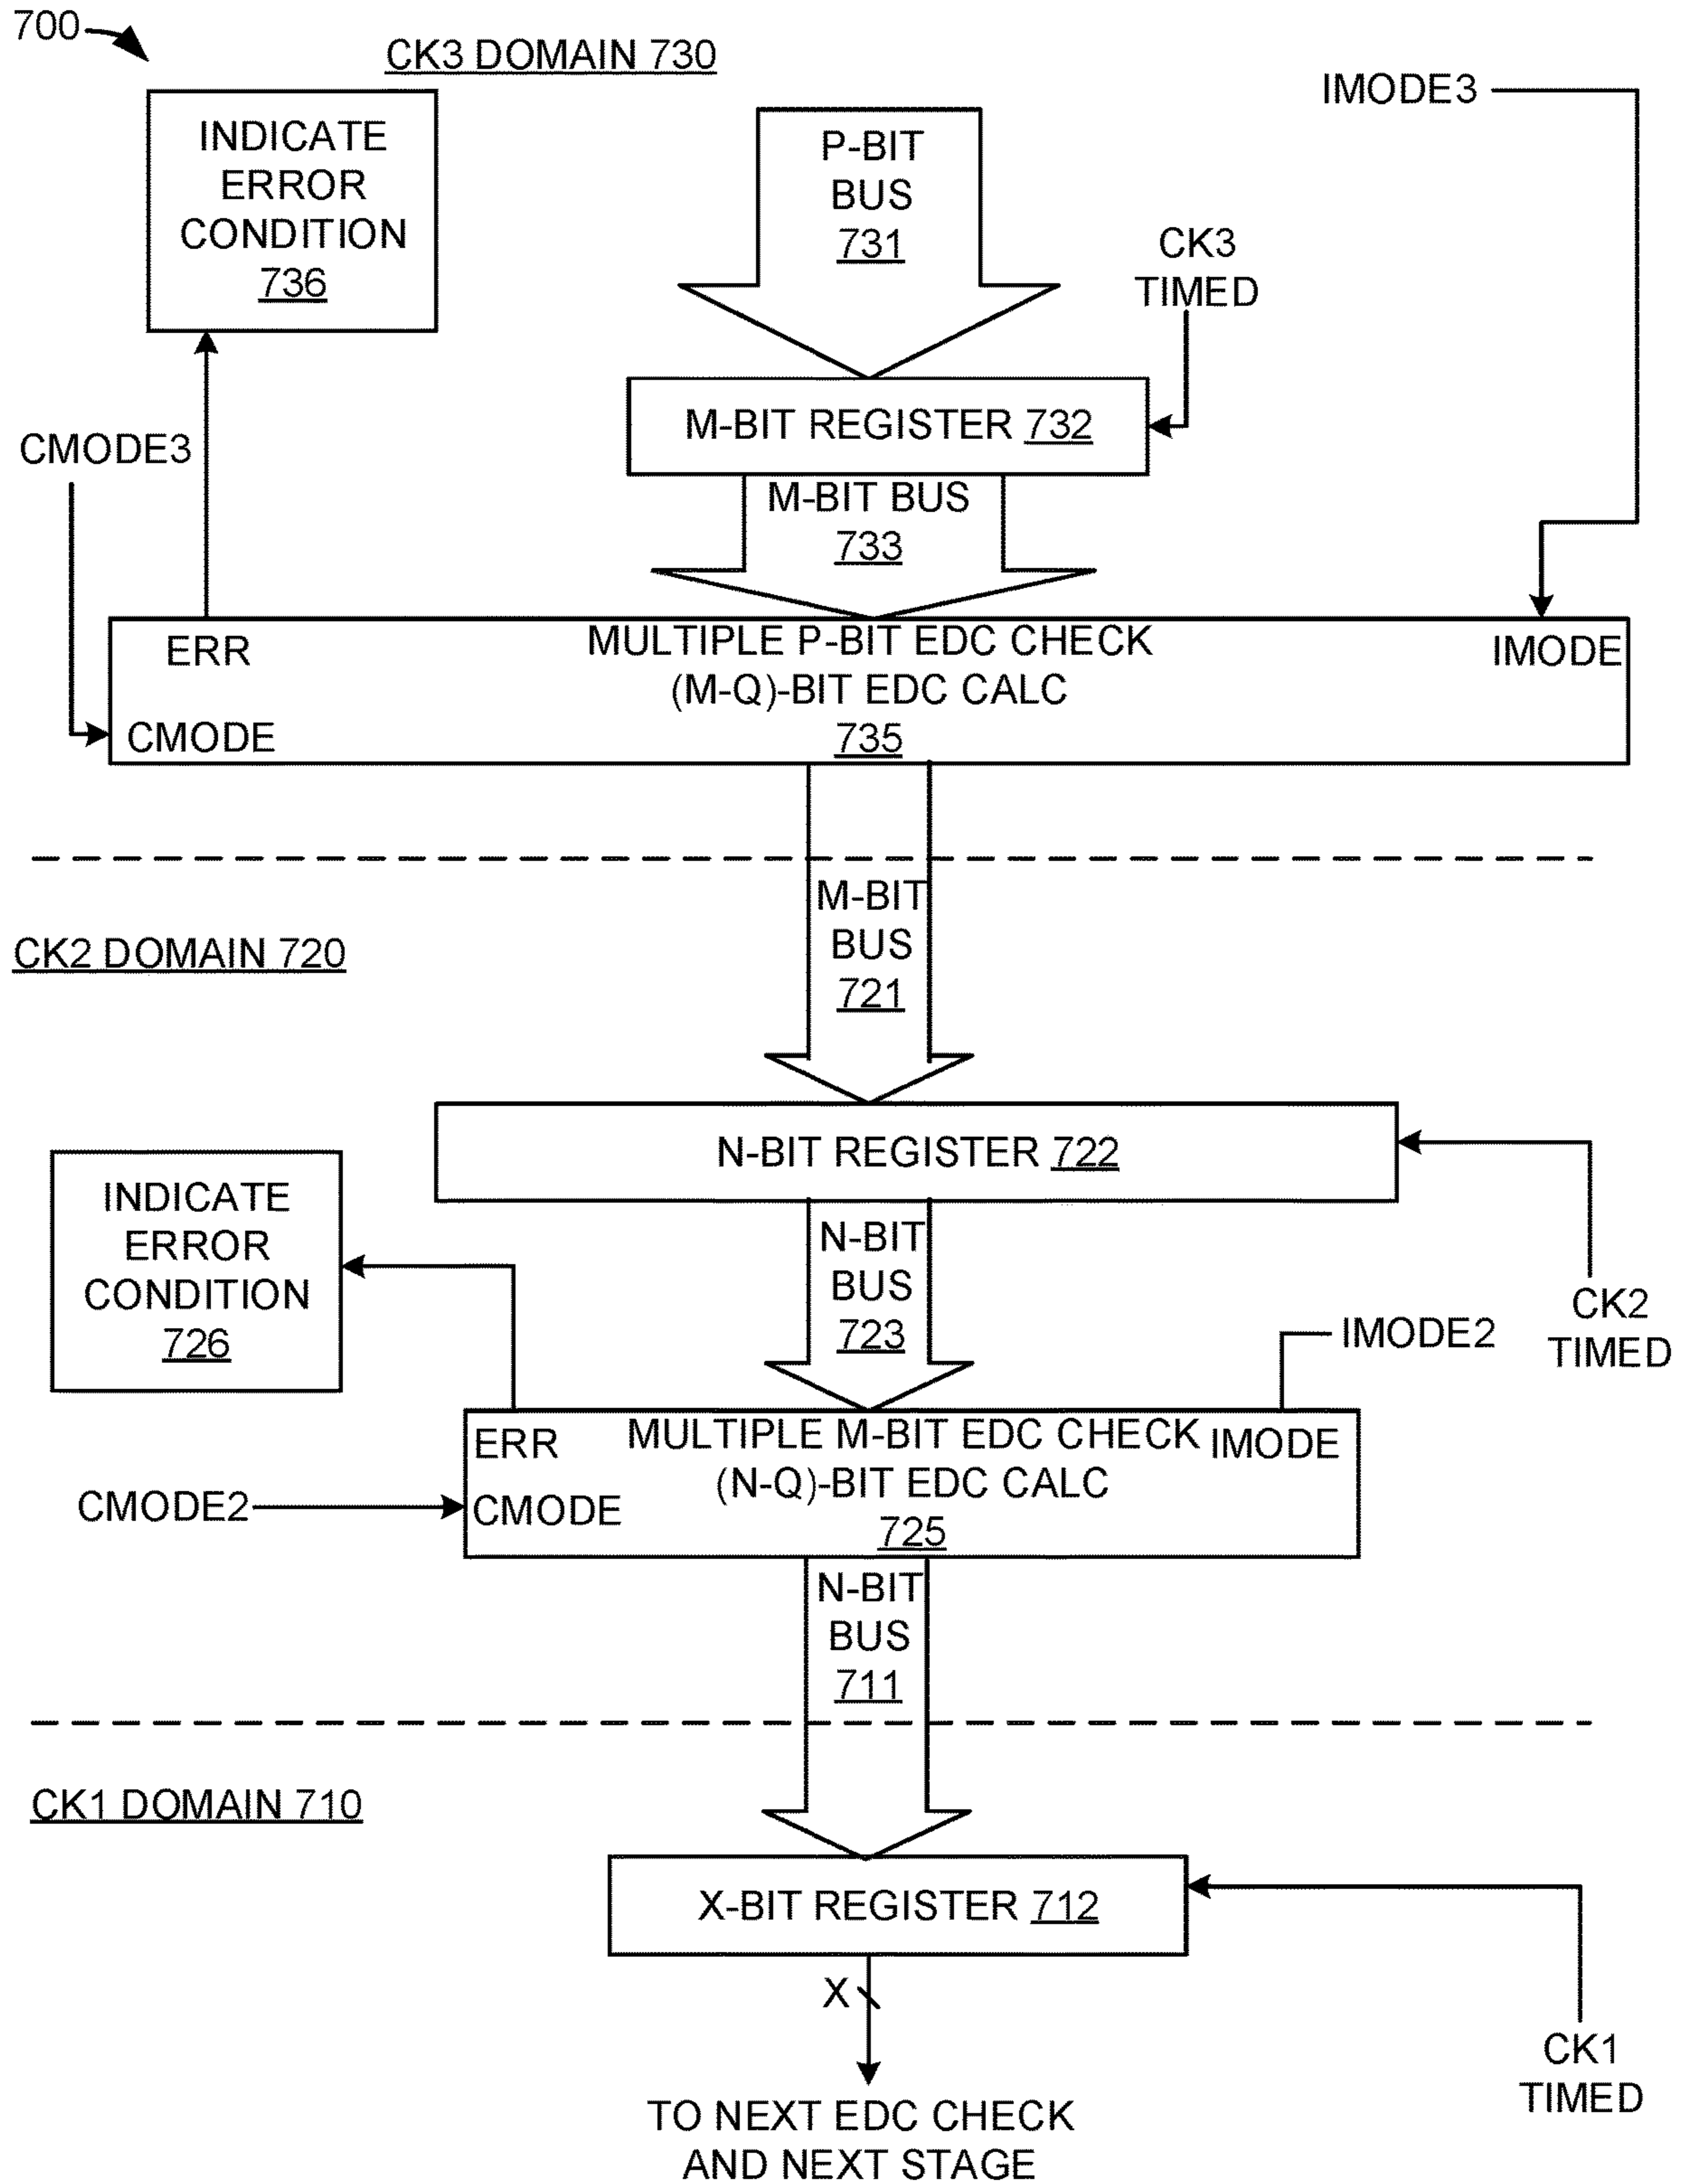 700
CK3 DOMAIN 730
IMODE3
INDICATE
ERROR
CONDITION
736
P-BIT
BUS
731
CK3
TIMED
M-BIT REGISTER 732
CMODE3
M-BIT BUS
733
ERR
MULTIPLE P-BIT EDC CHECK
IMODE
(M-Q)-BIT EDC CALC
CMODE
735
M-BIT
BUS
721
CK2 DOMAIN 720
N-BIT REGISTER 722
INDICATE
ERROR
CONDITION
726
N-BIT
BUS
723
CK2
TIMED
IMODE2
ERR
MULTIPLE M-BIT EDC CHECK
IMODE
(N-Q)-BIT EDC CALC
CMODE2
CMODE
725
N-BIT
BUS
711
CK1 DOMAIN 710
X-BIT REGISTER 712
X
CK1
TIMED
TO NEXT EDC CHECK
AND NEXT STAGE